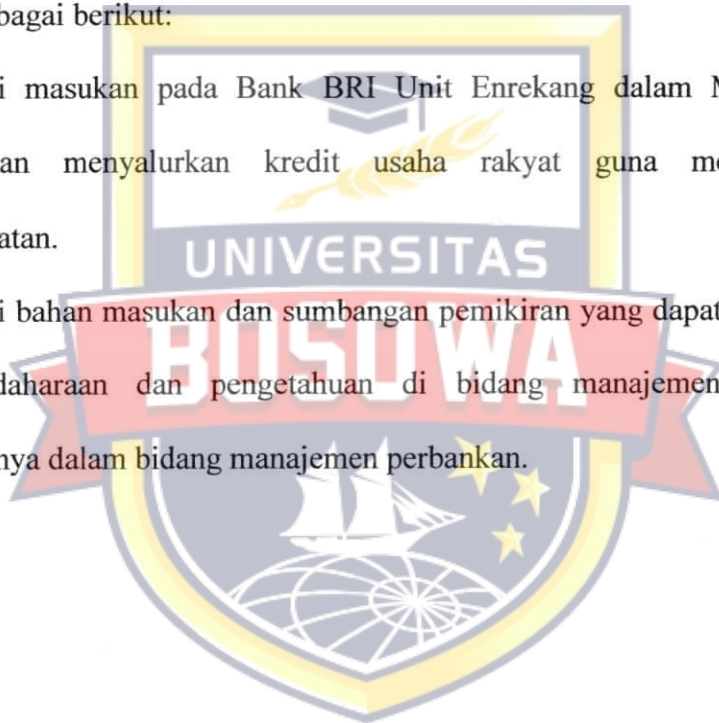 bagai berikut:
i masukan pada Bank BRI Unit Enrekang dalam M
an menyalurkan kredit usaha rakyat guna me
atan.
UNIVERSITAS
i bahan masukan dan sumbangan pemikiran yang dapat
BOSOWA
daharaan dan pengetahuan di bidang manajemen
nya dalam bidang manajemen perbankan.